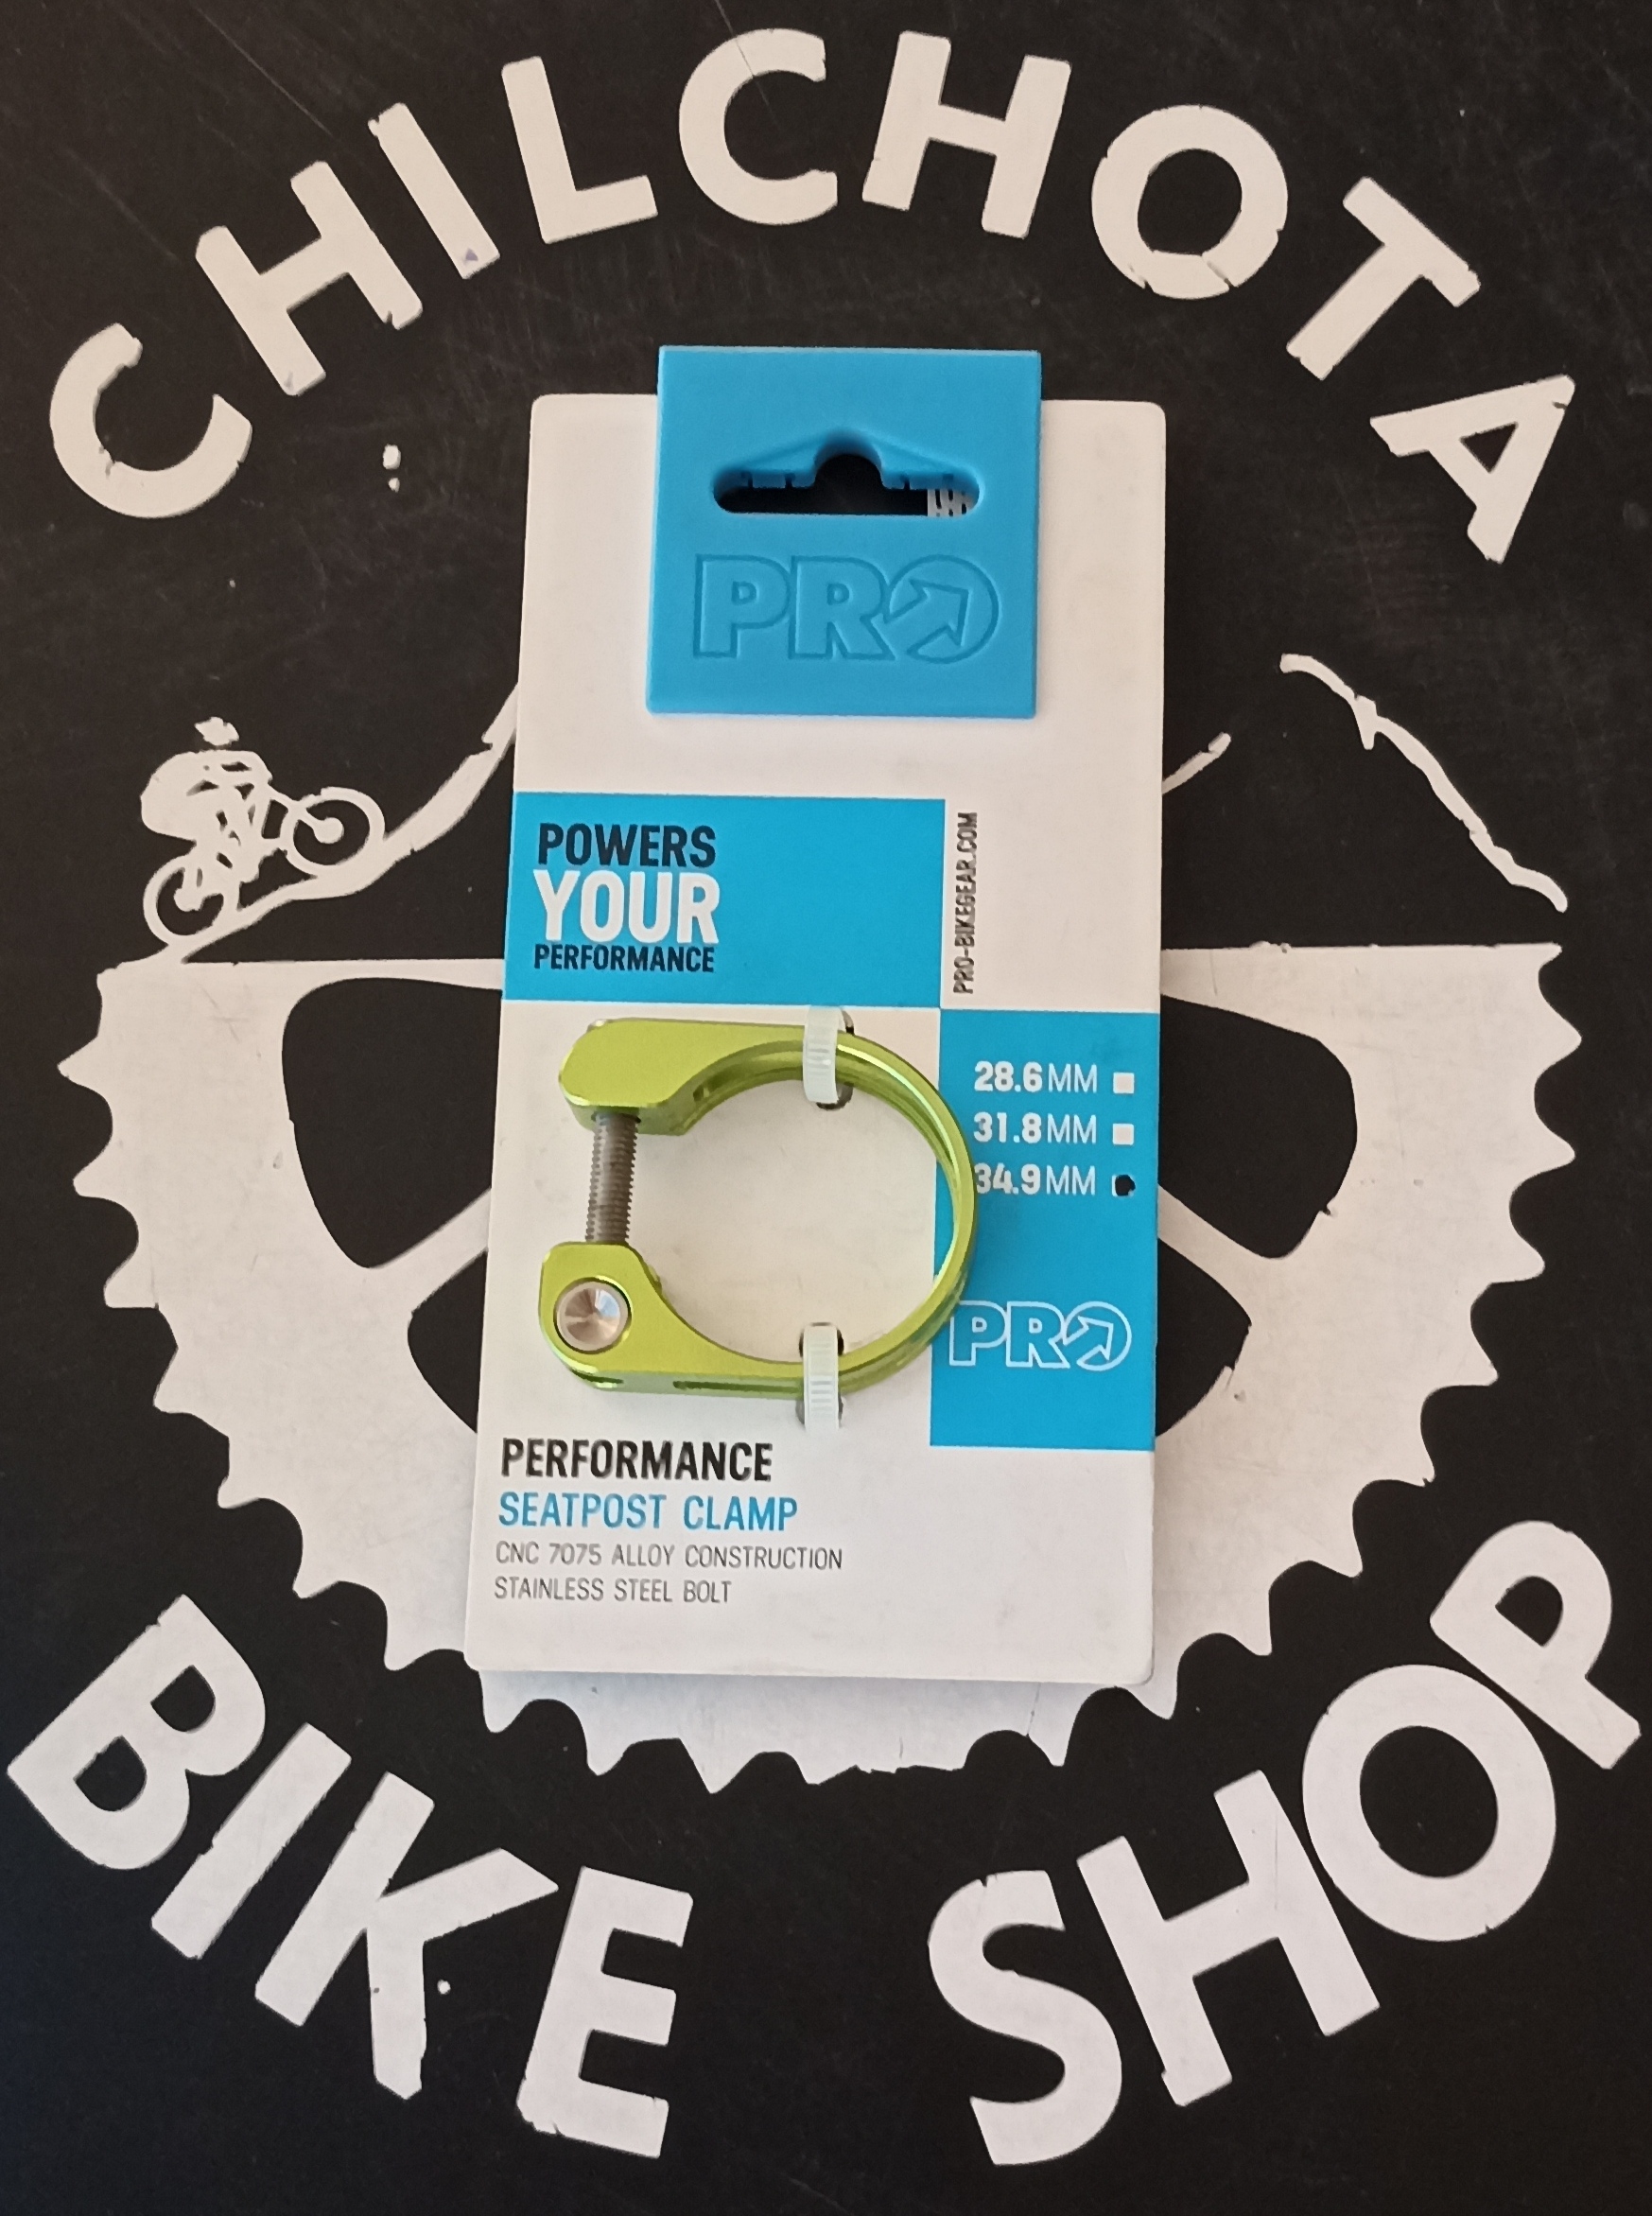 CHILCHOTA
PRO
POWERS
YOUR
PERFORMANCE
PRO-BIKEGEAR.COM
28.6MM
31.8MM
34.9MM
PRO
PERFORMANCE
SEATPOST CLAMP
CNC 7075 ALLOY CONSTRUCTION
STAINLESS STEEL BOLT
BIKE SHOP